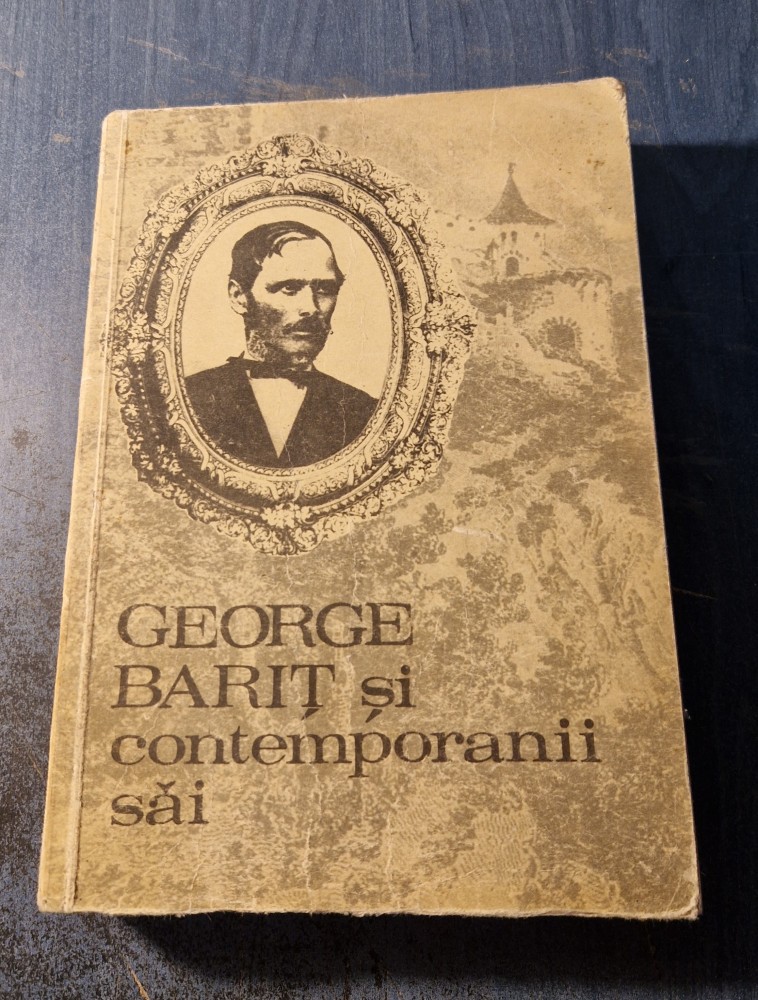 GEORGE
BARIȚ și
contemporanii
săi